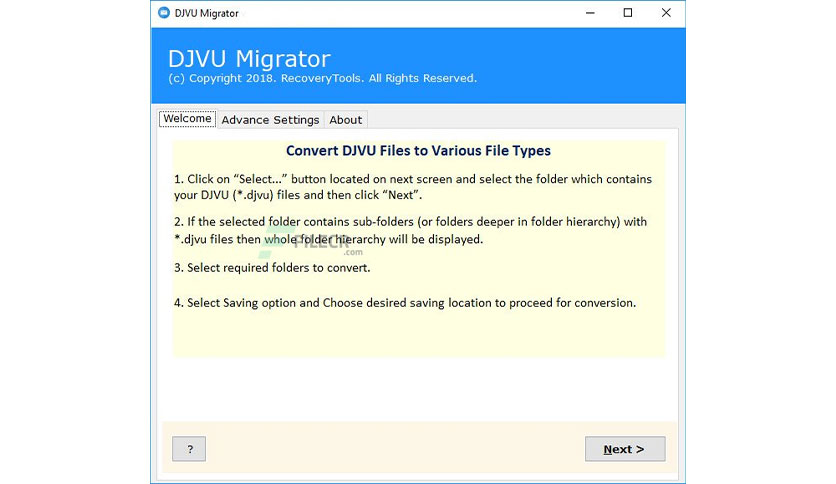 DJVU Migrator
DJVU Migrator
(c) Copyright 2018. RecoveryTools. All Rights Reserved.
Welcome Advance Settings About
Convert DJVU Files to Various File Types
1. Click on “Select...” button located on next screen and select the folder which contains
your DJVU (*.djvu) files and then click “Next”.
2. If the selected folder contains sub-folders (or folders deeper in folder hierarchy) with
*.djvu files then whole folder hierarchy will be displayed.
FILECR
.com
3. Select required folders to convert.
4. Select Saving option and Choose desired saving location to proceed for conversion.
? Next >